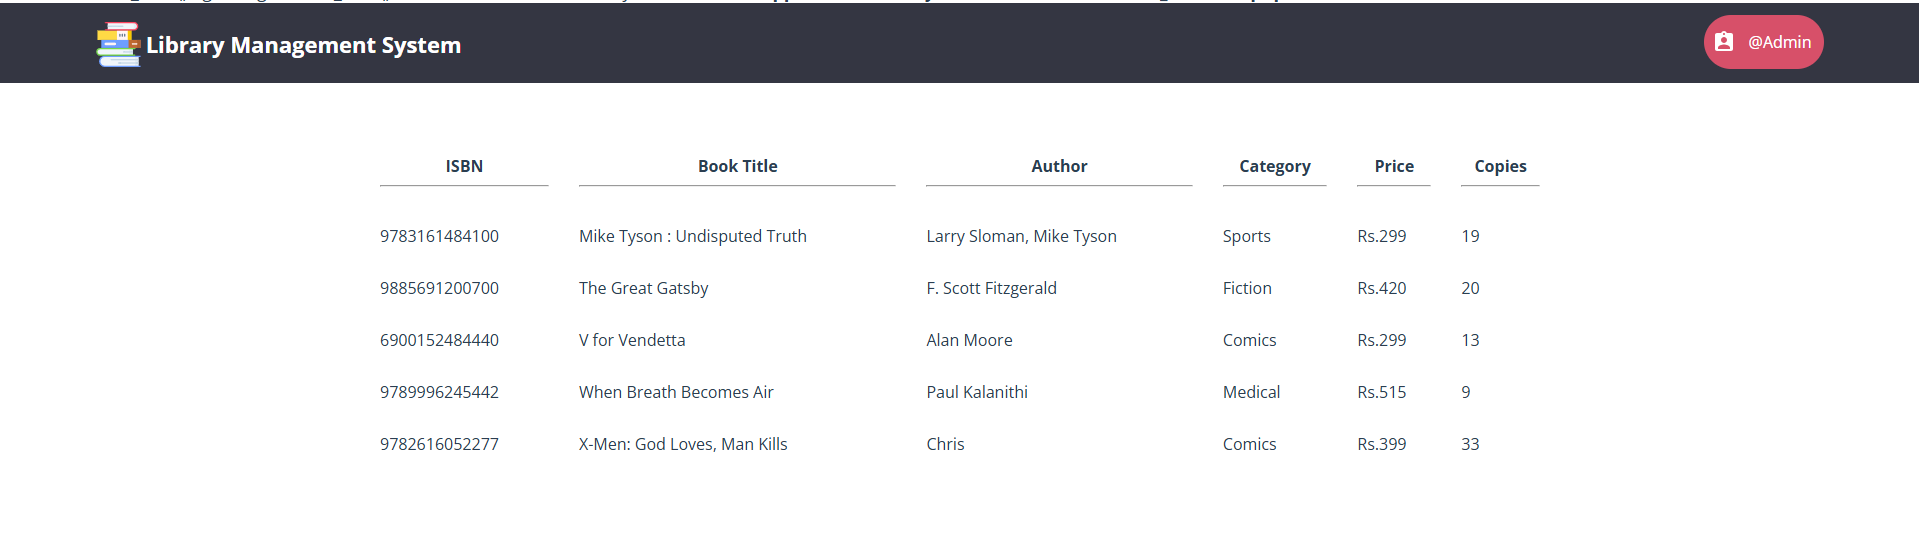 Library Management System
@Admin
ISBN Book Title Author Category Price Copies
9783161484100 Mike Tyson : Undisputed Truth Larry Sloman, Mike Tyson Sports Rs.299 19
9885691200700 The Great Gatsby F. Scott Fitzgerald Fiction Rs.420 20
6900152484440 V for Vendetta Alan Moore Comics Rs.299 13
9789996245442 When Breath Becomes Air Paul Kalanithi Medical Rs.515 9
9782616052277 X-Men: God Loves, Man Kills Chris Comics Rs.399 33